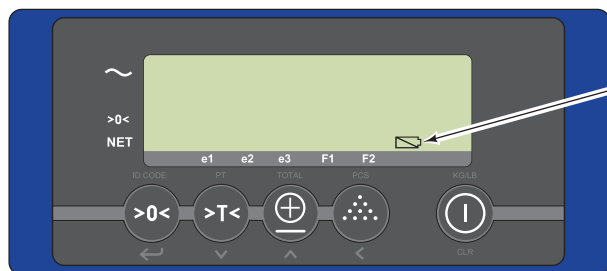 >0<
NET
e1 e2 e3 F1 F2
ID CODE PT TOTAL PCS KG/LB
>0< >T<
CLR